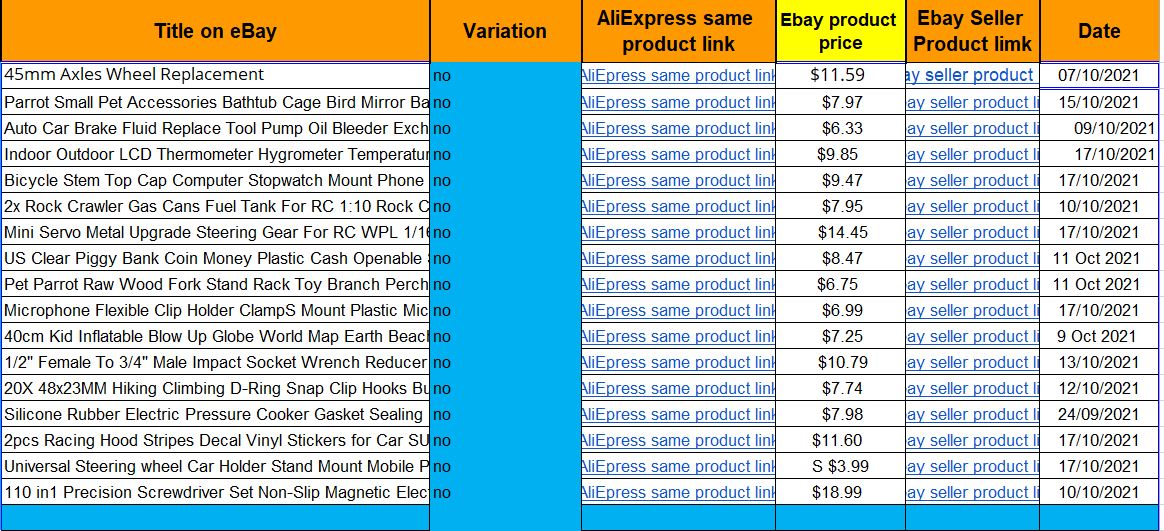 Title on eBay Variation AliExpress same product link Ebay product price Ebay Seller Product limk Date
45mm Axles Wheel Replacement no AliEpress same product link $11.59 ay seller product 07/10/2021
Parrot Small Pet Accessories Bathtub Cage Bird Mirror Ba no AliEpress same product link $7.97 ay seller product li 15/10/2021
Auto Car Brake Fluid Replace Tool Pump Oil Bleeder Exch no AliEpress same product link $6.33 ay seller product li 09/10/2021
Indoor Outdoor LCD Thermometer Hygrometer Temperatur no AliEpress same product link $9.85 ay seller product li 17/10/2021
Bicycle Stem Top Cap Computer Stopwatch Mount Phone no AliEpress same product link $9.47 ay seller product li 17/10/2021
2x Rock Crawler Gas Cans Fuel Tank For RC 1:10 Rock C no AliEpress same product link $7.95 ay seller product li 10/10/2021
Mini Servo Metal Upgrade Steering Gear For RC WPL 1/16 no AliEpress same product link $14.45 ay seller product li 17/10/2021
US Clear Piggy Bank Coin Money Plastic Cash Openable no AliEpress same product link $8.47 ay seller product li 11 Oct 2021
Pet Parrot Raw Wood Fork Stand Rack Toy Branch Perch no AliEpress same product link $6.75 ay seller product li 11 Oct 2021
Microphone Flexible Clip Holder ClampS Mount Plastic Mic no AliEpress same product link $6.99 ay seller product li 17/10/2021
40cm Kid Inflatable Blow Up Globe World Map Earth Beac no AliEpress same product link $7.25 ay seller product li 9 Oct 2021
1/2" Female To 3/4" Male Impact Socket Wrench Reducer no AliEpress same product link $10.79 ay seller product li 13/10/2021
20X 48x23MM Hiking Climbing D-Ring Snap Clip Hooks Bu no AliEpress same product link $7.74 ay seller product li 12/10/2021
Silicone Rubber Electric Pressure Cooker Gasket Sealing no AliEpress same product link $7.98 ay seller product li 24/09/2021
2pcs Racing Hood Stripes Decal Vinyl Stickers for Car SU no AliEpress same product link $11.60 ay seller product li 17/10/2021
Universal Steering wheel Car Holder Stand Mount Mobile P no AliEpress same product link S $3.99 ay seller product li 17/10/2021
110 in1 Precision Screwdriver Set Non-Slip Magnetic Elec no AliEpress same product link $18.99 ay seller product li 10/10/2021